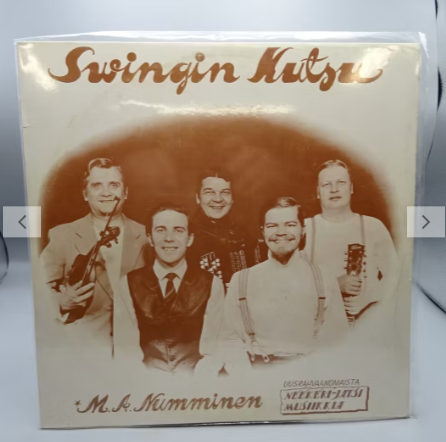 Swingin Kutsu
M.A. Numminen
UUSRAHVAANOMAISTA
NEEKERI-JATSI
MUSIIKKIA